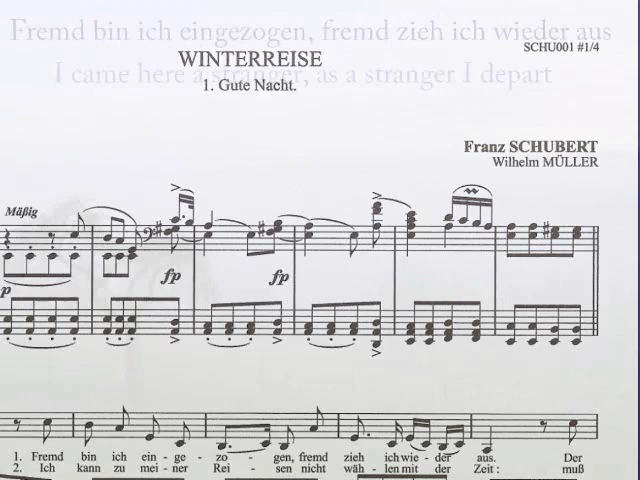 Fremd bin ich eingezogen, fremd zieh ich wieder aus
SCHU001 #1/4
WINTERREISE
I came here a stranger, as a stranger I depart
1. Gute Nacht.
Franz SCHUBERT
Wilhelm MÜLLER
Mäßig
p
fp fp
1. Fremd bin ich ein - ge - zo - gen, fremd zieh ich wie - der aus. Der
2. Ich kann zu mei - ner Rei - sen nicht wäh - len mit der Zeit : muß